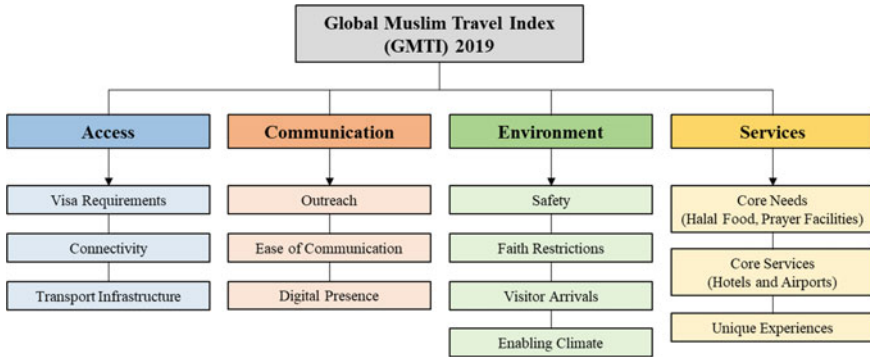 Global Muslim Travel Index
(GMTI) 2019
Access
Communication
Environment
Services
Visa Requirements
Connectivity
Transport Infrastructure
Outreach
Ease of Communication
Digital Presence
Safety
Faith Restrictions
Visitor Arrivals
Enabling Climate
Core Needs
(Halal Food, Prayer Facilities)
Core Services
(Hotels and Airports)
Unique Experiences